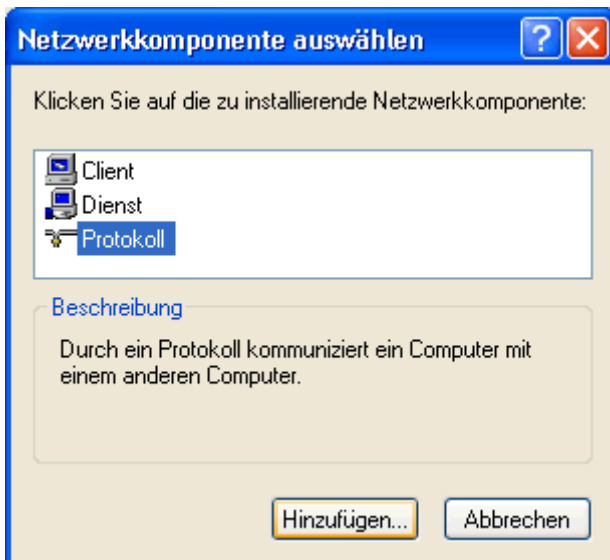 Netzwerkkomponente auswählen
Klicken Sie auf die zu installierende Netzwerkkomponente:
Client
Dienst
Protokoll
Beschreibung
Durch ein Protokoll kommuniziert ein Computer mit
einem anderen Computer.
Hinzufügen... Abbrechen